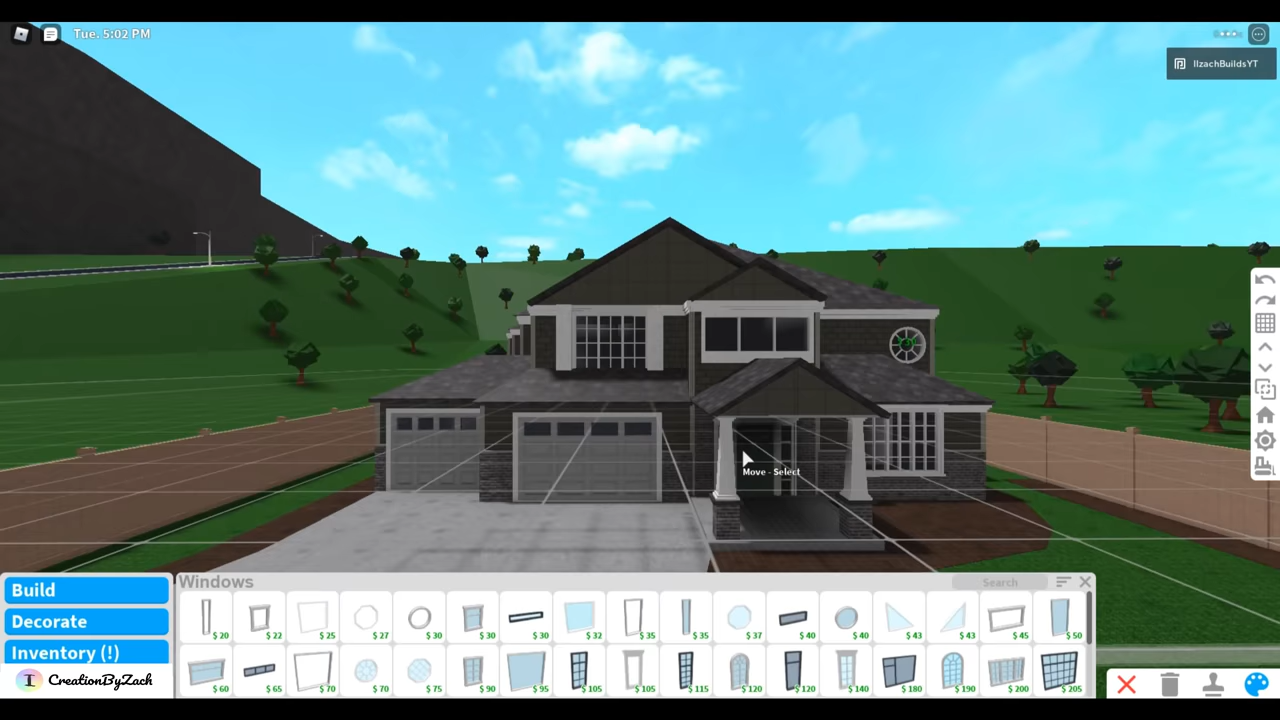 Tue. 5:02 PM
IlzachBuildsYT
Move - Select
Build
Decorate
Inventory (!)
CreationByZach
Windows
Search
$ 20 $ 22 $ 25 $ 27 $ 30 $ 30 $ 30 $ 32 $ 35 $ 35 $ 37 $ 40 $ 40 $ 43 $ 43 $ 45 $ 50
$ 60 $ 65 $ 70 $ 70 $ 75 $ 90 $ 95 $ 105 $ 105 $ 115 $ 120 $ 120 $ 140 $ 180 $ 190 $ 200 $ 205